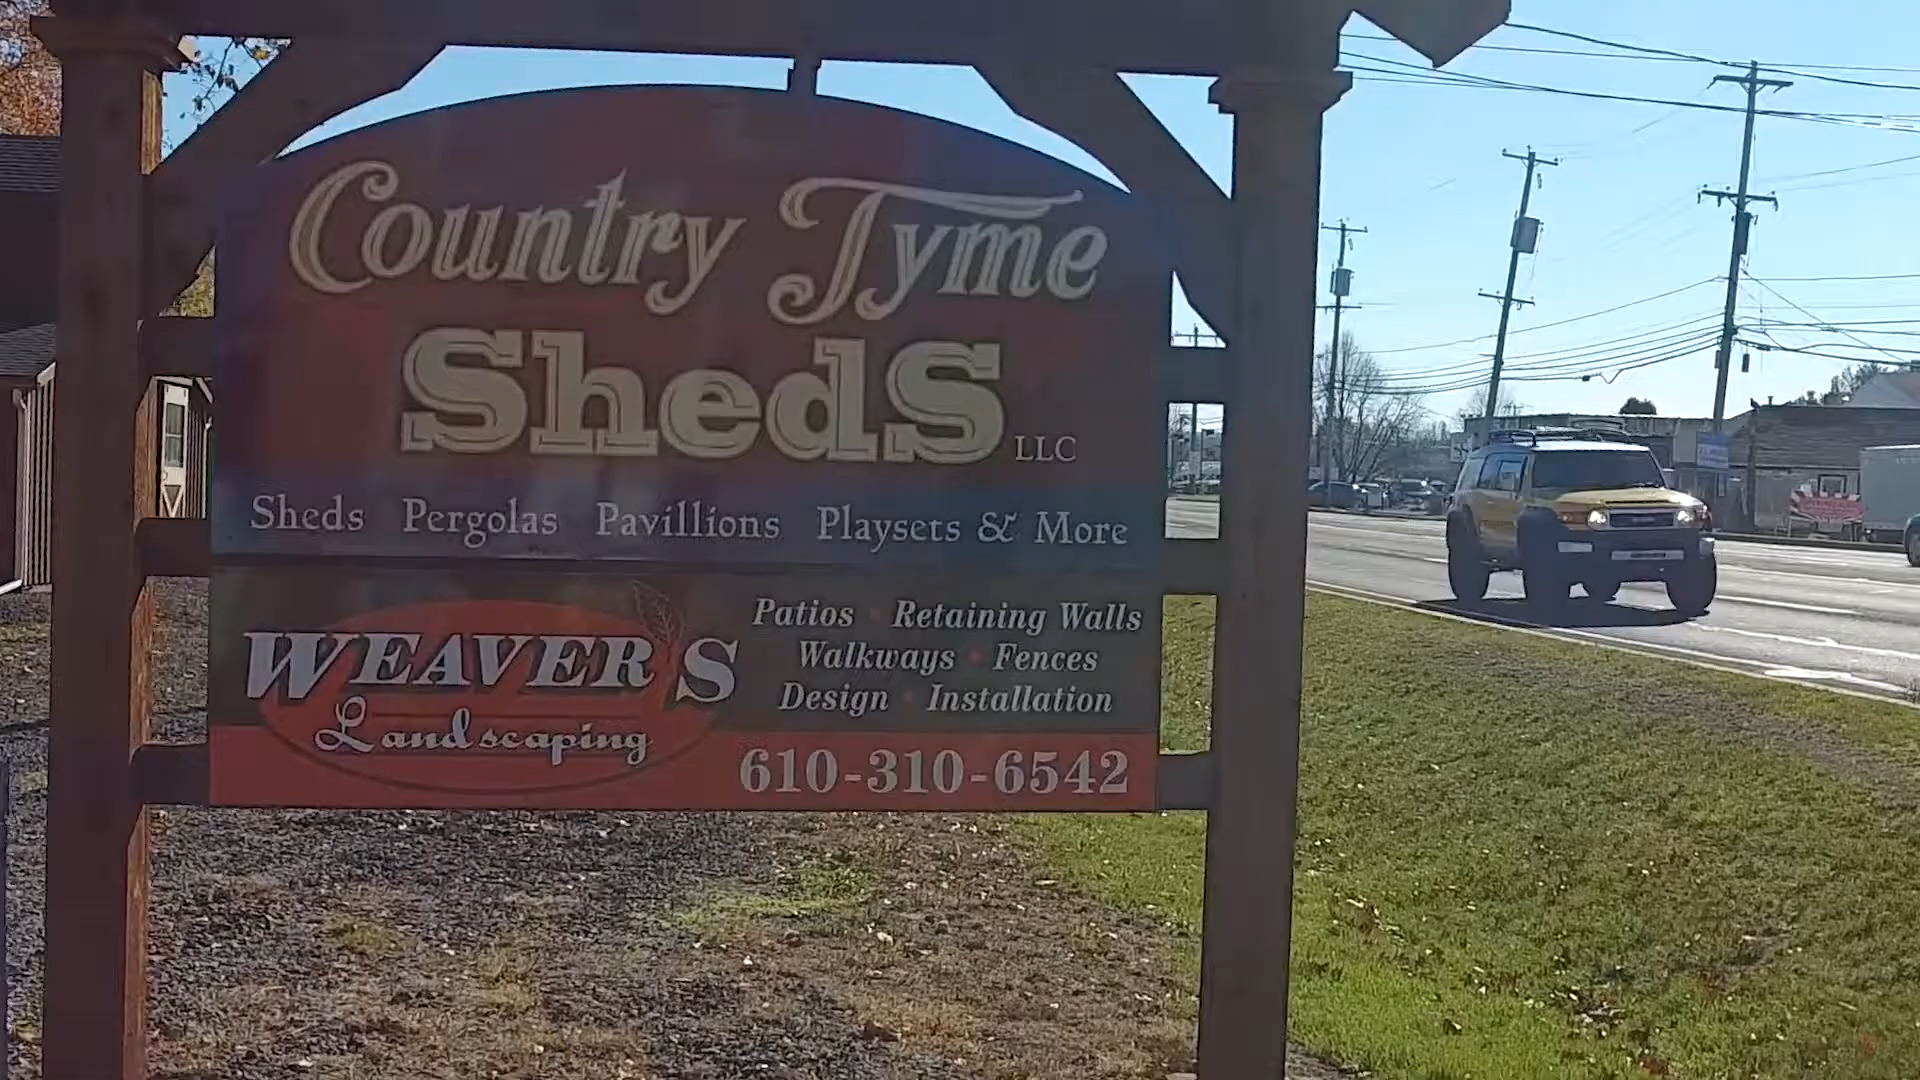 Country Tyme
Sheds LLC
Sheds Pergolas Pavillions Playsets & More
WEAVER'S
Landscaping
Patios • Retaining Walls
Walkways • Fences
Design • Installation
610-310-6542